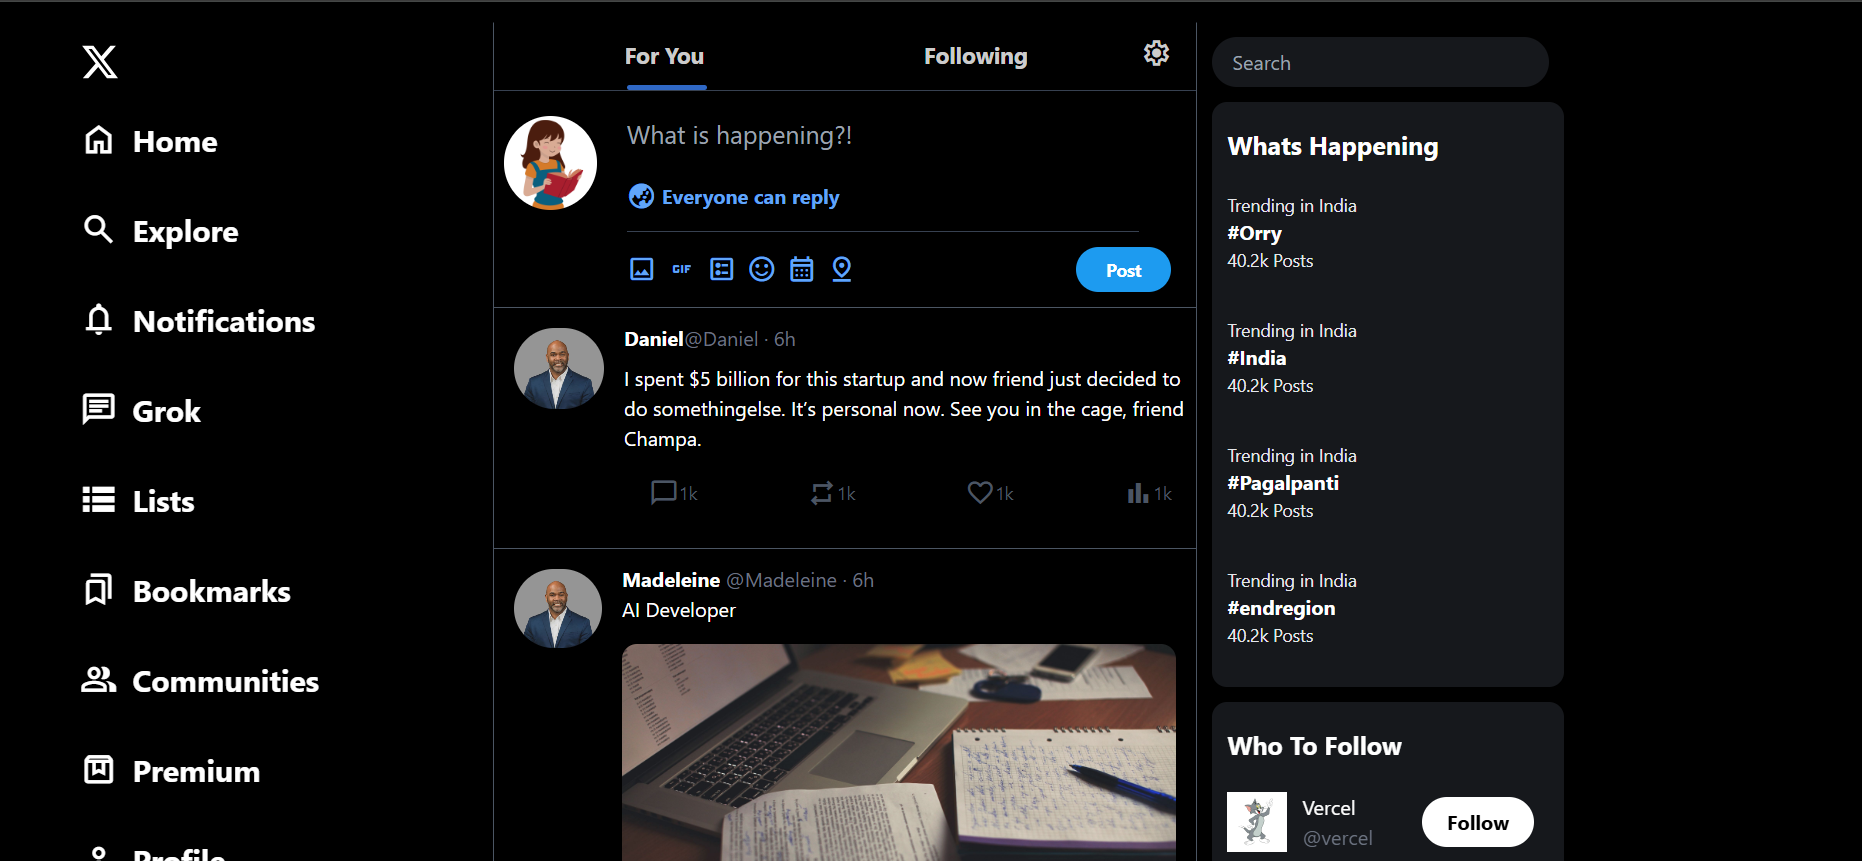 Home
Explore
Notifications
Grok
Lists
Bookmarks
Communities
Premium
Profile
For You
Following
What is happening?!
Everyone can reply
GIF
Post
Daniel@Daniel · 6h
I spent $5 billion for this startup and now friend just decided to
do somethingelse. It’s personal now. See you in the cage, friend
Champa.
1k 1k 1k 1k
Madeleine @Madeleine · 6h
AI Developer
Search
Whats Happening
Trending in India
#Orry
40.2k Posts
Trending in India
#India
40.2k Posts
Trending in India
#Pagalpanti
40.2k Posts
Trending in India
#endregion
40.2k Posts
Who To Follow
Vercel
@vercel
Follow